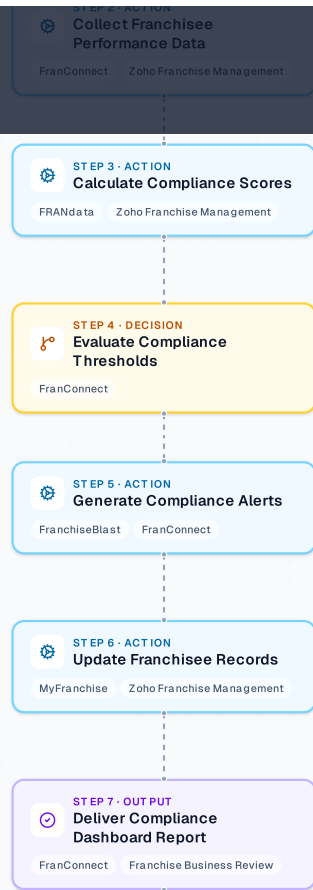 STEP 2 · ACTION
Collect Franchisee
Performance Data
FranConnect
Zoho Franchise Management
STEP 3 · ACTION
Calculate Compliance Scores
FRANdata
Zoho Franchise Management
STEP 4 · DECISION
Evaluate Compliance
Thresholds
FranConnect
STEP 5 · ACTION
Generate Compliance Alerts
FranchiseBlast
FranConnect
STEP 6 · ACTION
Update Franchisee Records
MyFranchise
Zoho Franchise Management
STEP 7 · OUTPUT
Deliver Compliance
Dashboard Report
FranConnect
Franchise Business Review